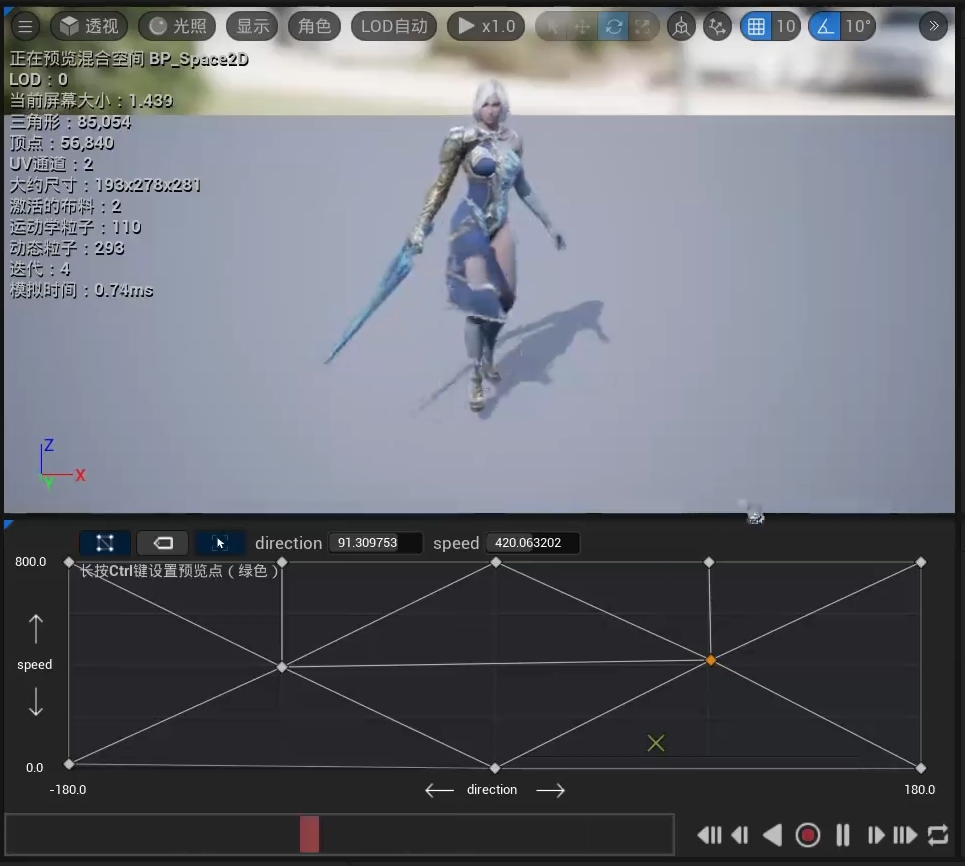 透视 光照 显示 角色 LOD自动 x1.0 10 10°
正在预览混合空间 BP_Space2D
LOD：0
当前屏幕大小：1.439
三角形：85,054
顶点：56,840
UV通道：2
大约尺寸：193x278x281
激活的布料：2
运动学粒子：110
动态粒子：293
迭代：4
模拟时间：0.74ms
Z
X
Y
direction 91.309753 speed 420.063202
800.0
长按Ctrl键设置预览点（绿色）
speed
0.0
-180.0 direction 180.0